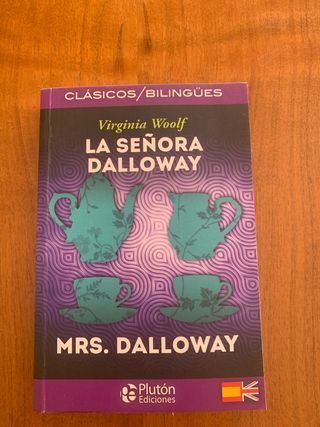 CLÁSICOS/BILINGÜES
Virginia Woolf
LA SEÑORA
DALLOWAY
MRS. DALLOWAY
Plutón
Ediciones